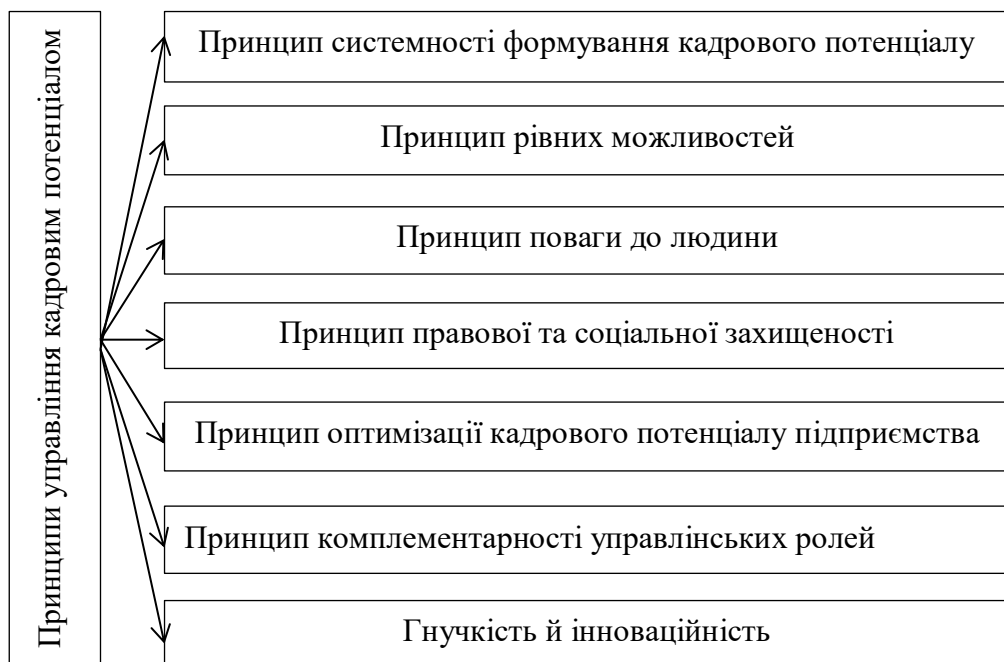 Принципи управління кадровим потенціалом
Принцип системності формування кадрового потенціалу
Принцип рівних можливостей
Принцип поваги до людини
Принцип правової та соціальної захищеності
Принцип оптимізації кадрового потенціалу підприємства
Принцип комплементарності управлінських ролей
Гнучкість й інноваційність